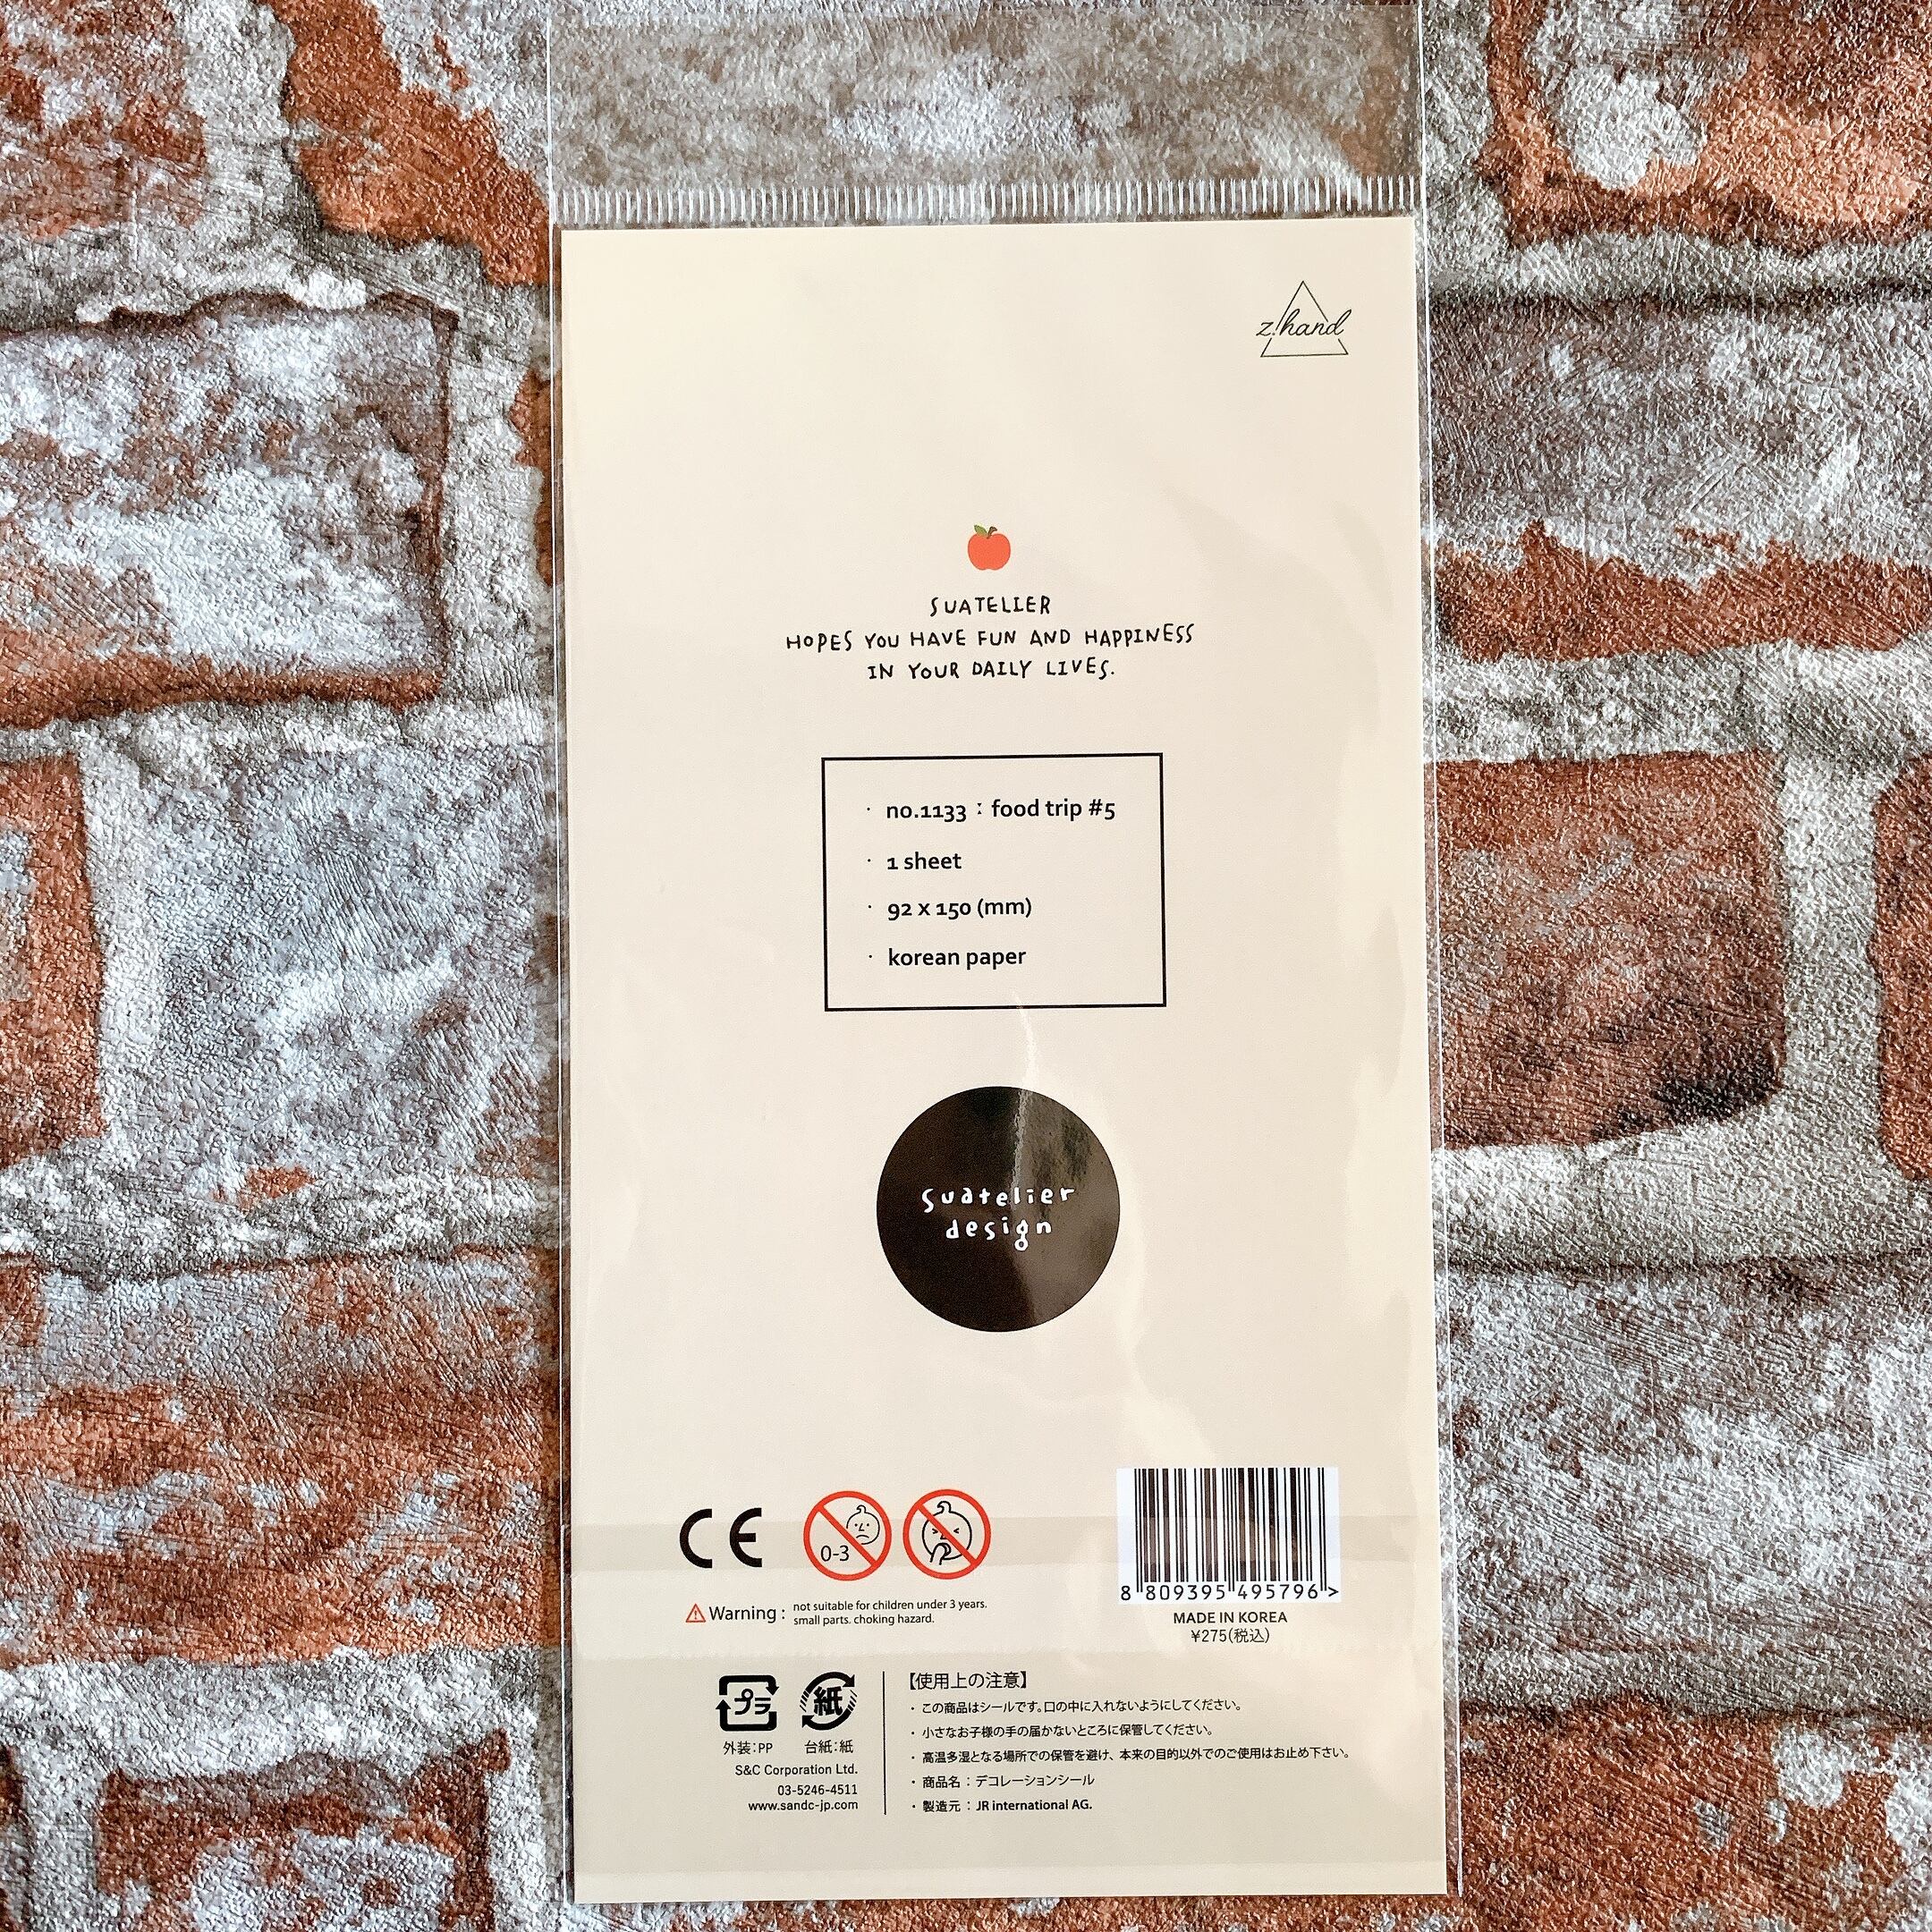 z.hand
SUATELIER
HOPES YOU HAVE FUN AND HAPPINESS
IN YOUR DAILY LIVES.
· no.1133 : food trip #5
· 1 sheet
· 92 x 150 (mm)
· korean paper
suatelier
design
CE
0-3
Warning : not suitable for children under 3 years.
small parts. choking hazard.
8 809395 495796 >
MADE IN KOREA
¥275(税込)
プラ
紙
外装:PP
台紙:紙
S&C Corporation Ltd.
03-5246-4511
www.sandc-jp.com
【使用上の注意】
・この商品はシールです。口の中に入れないようにしてください。
・小さなお子様の手の届かないところに保管してください。
・高温多湿となる場所での保管を避け、本来の目的以外でのご使用はお止め下さい。
・商品名：デコレーションシール
・製造元：JR international AG.